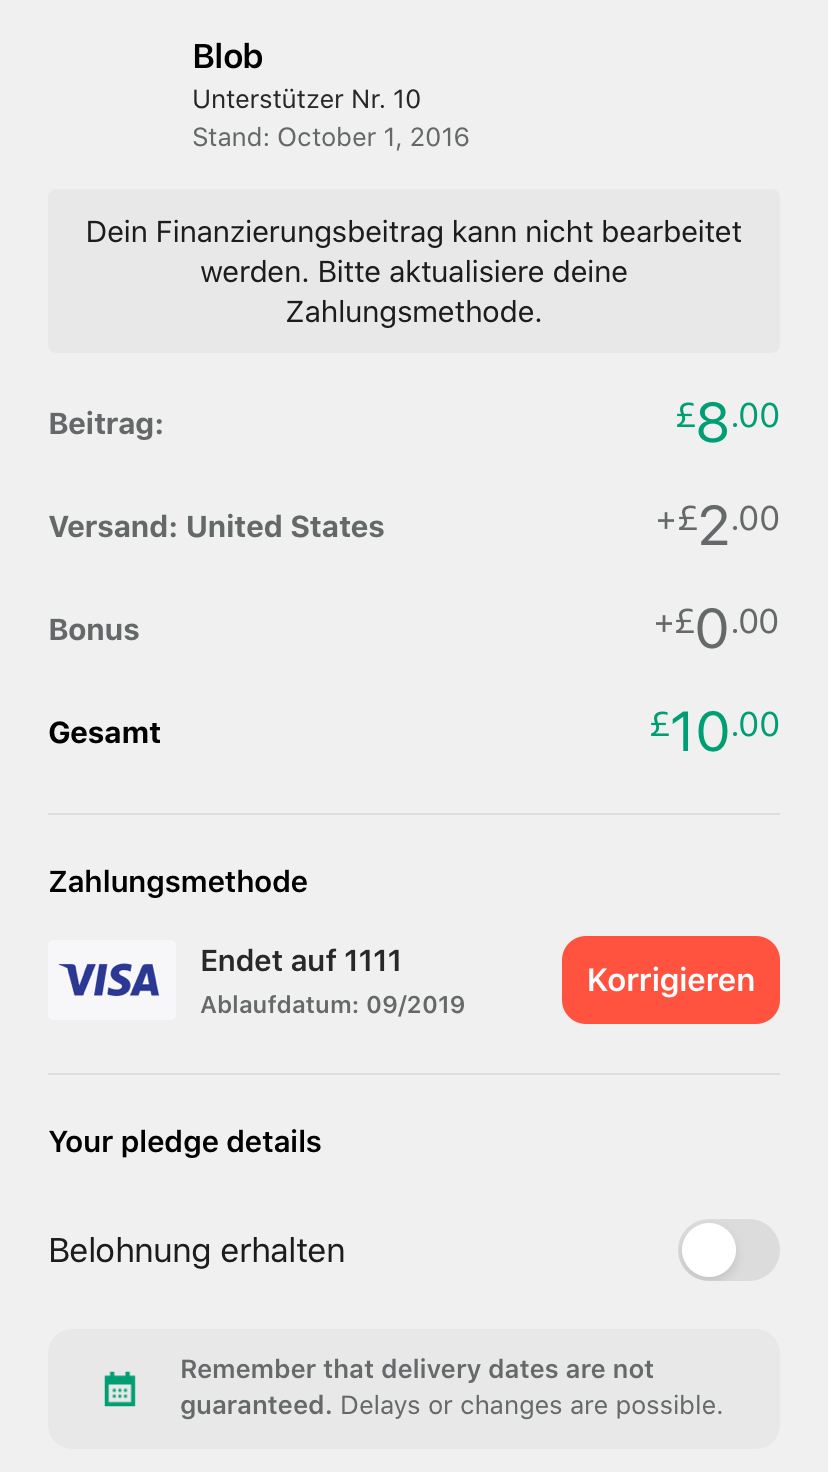 Blob
Unterstützer Nr. 10
Stand: October 1, 2016
Dein Finanzierungsbeitrag kann nicht bearbeitet
werden. Bitte aktualisiere deine
Zahlungsmethode.
Beitrag: £8.00
Versand: United States +£2.00
Bonus +£0.00
Gesamt £10.00
Zahlungsmethode
VISA
Endet auf 1111
Ablaufdatum: 09/2019
Korrigieren
Your pledge details
Belohnung erhalten
Remember that delivery dates are not
guaranteed. Delays or changes are possible.